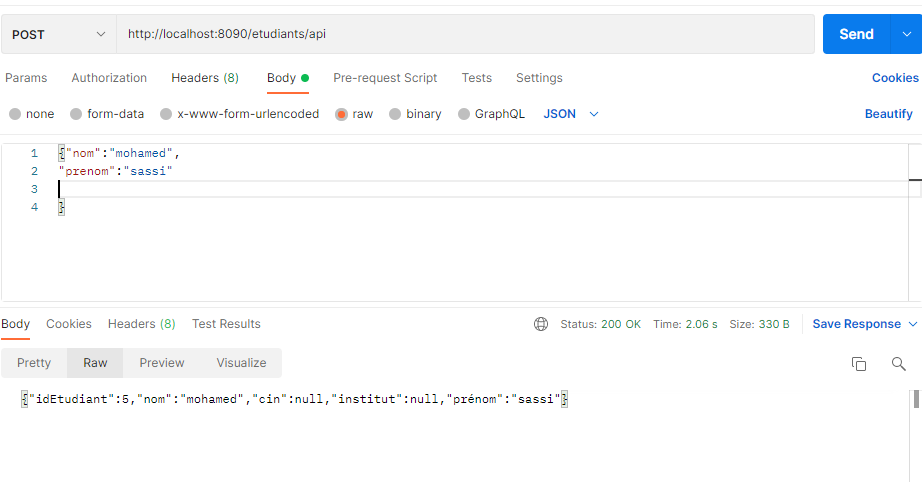 POST http://localhost:8090/etudiants/api Send
Params Authorization Headers (8) Body Pre-request Script Tests Settings Cookies
none form-data x-www-form-urlencoded raw binary GraphQL JSON Beautify
1 {"nom":"mohamed",
2 "prenom":"sassi"
3
4 }
Body Cookies Headers (8) Test Results Status: 200 OK Time: 2.06 s Size: 330 B Save Response
Pretty Raw Preview Visualize
{"idEtudiant":5,"nom":"mohamed","cin":null,"institut":null,"prénom":"sassi"}